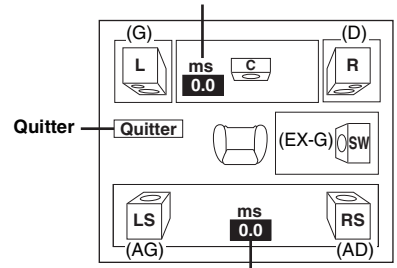 (G) (D)
L ms C R
0.0
Quitter Quitter (EX-G) SW
LS ms RS
0.0
(AG) (AD)